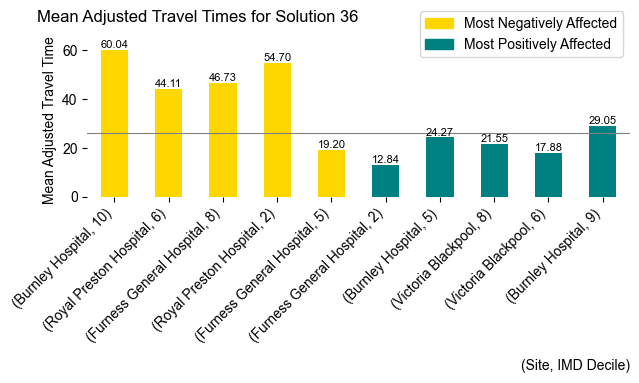 Mean Adjusted Travel Times for Solution 36
Most Negatively Affected
Most Positively Affected
Mean Adjusted Travel Time
60
40
20
0
60.04
44.11
46.73
54.70
19.20
12.84
24.27
21.55
17.88
29.05
(Burnley Hospital, 10)
(Royal Preston Hospital, 6)
(Furness General Hospital, 8)
(Royal Preston Hospital, 2)
(Furness General Hospital, 5)
(Furness General Hospital, 2)
(Burnley Hospital, 5)
(Victoria Blackpool, 8)
(Victoria Blackpool, 6)
(Burnley Hospital, 9)
(Site, IMD Decile)